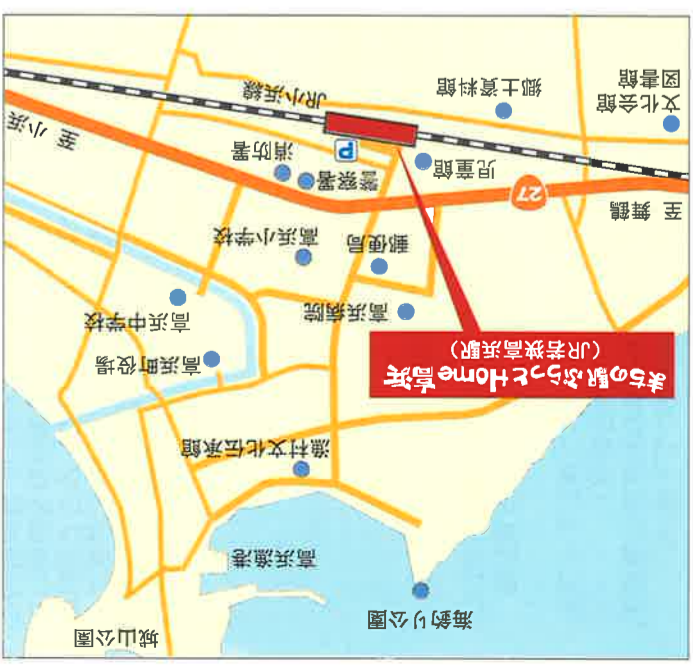 城山公園
海釣り公園
高浜漁港
漁村文化伝承館
まちの駅ぷらっとHome高浜
(JR若狭高浜駅)
高浜町役場
高浜中学校
高浜病院
郵便局
高浜小学校
至 舞鶴
27
児童館
警察署
消防署
P
至 小浜
文化会館
図書館
郷土資料館
JR小浜線